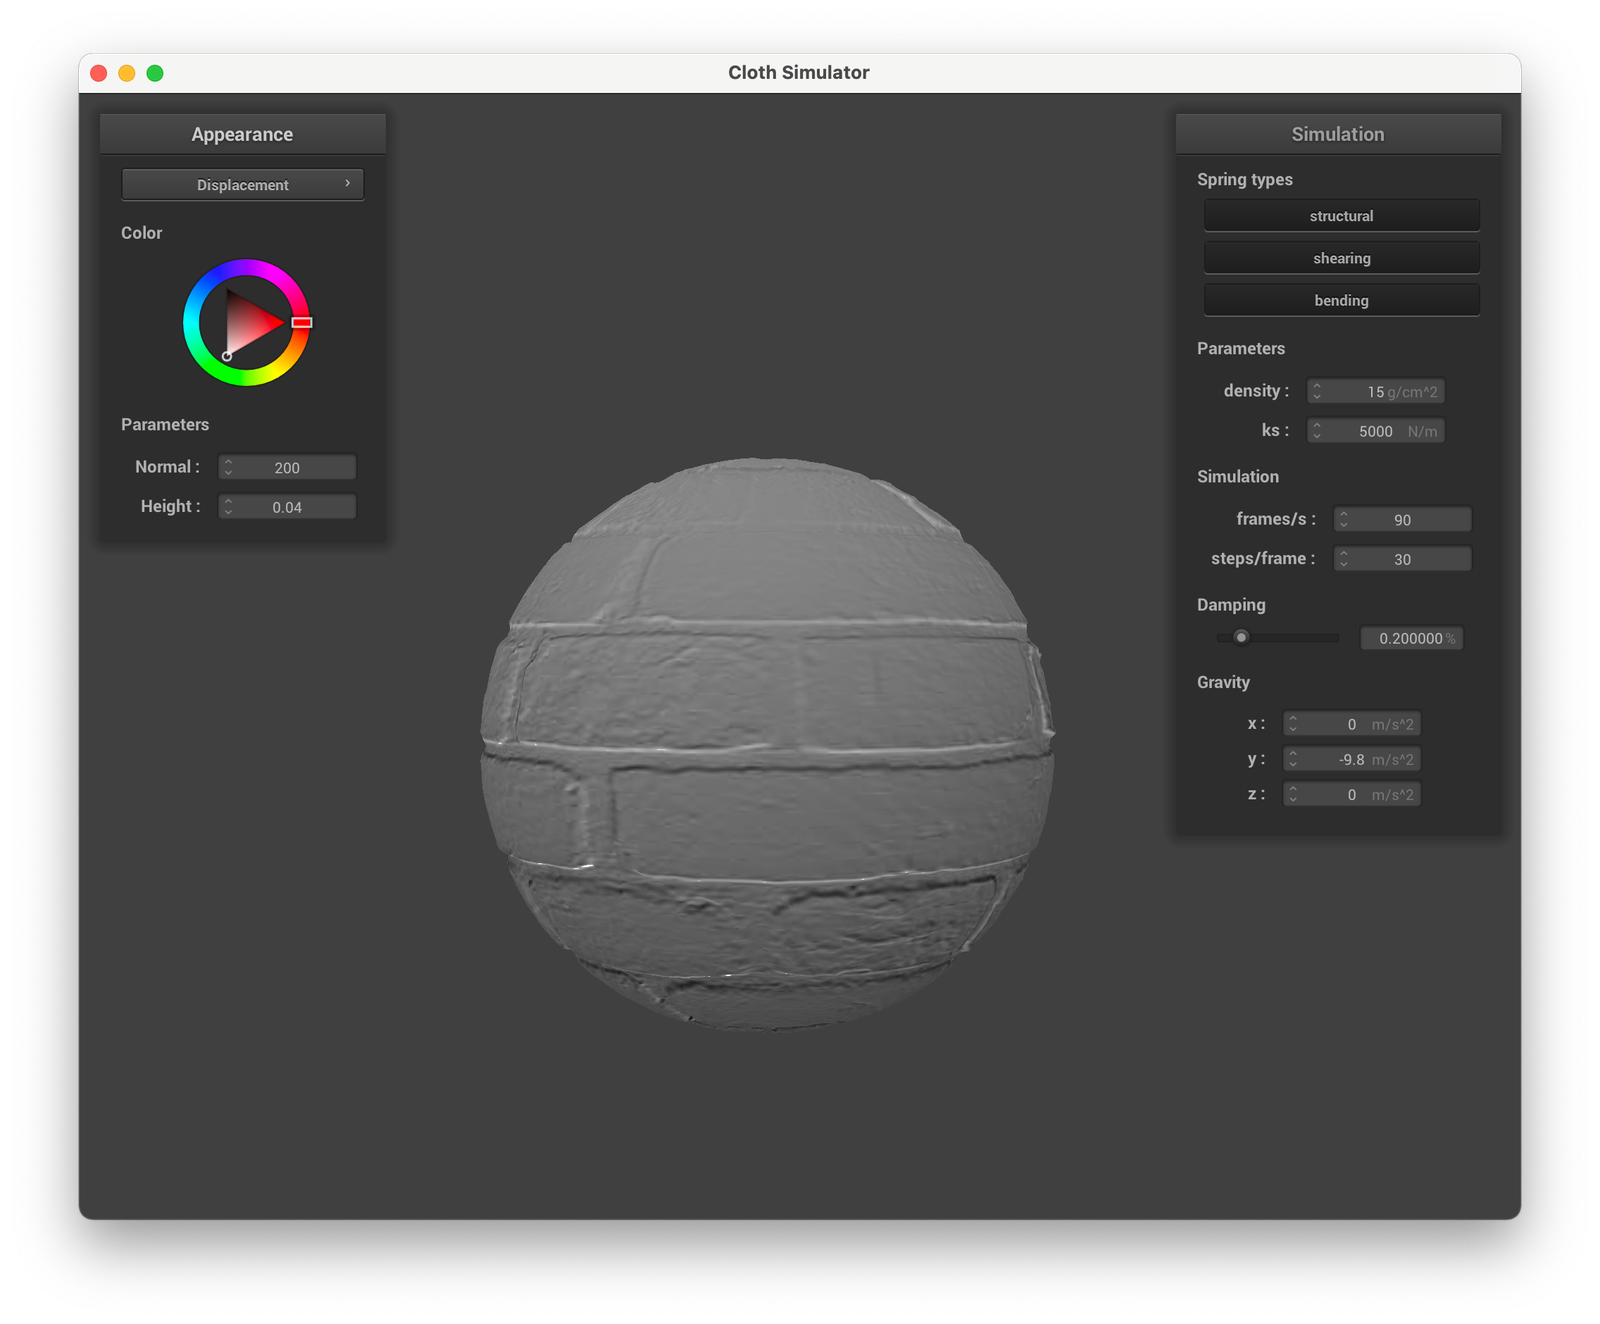 Cloth Simulator
Appearance
Displacement
Color
Parameters
Normal : 200
Height : 0.04
Simulation
Spring types
structural
shearing
bending
Parameters
density : 15 g/cm^2
ks : 5000 N/m
Simulation
frames/s : 90
steps/frame : 30
Damping
0.200000 %
Gravity
x : 0 m/s^2
y : -9.8 m/s^2
z : 0 m/s^2